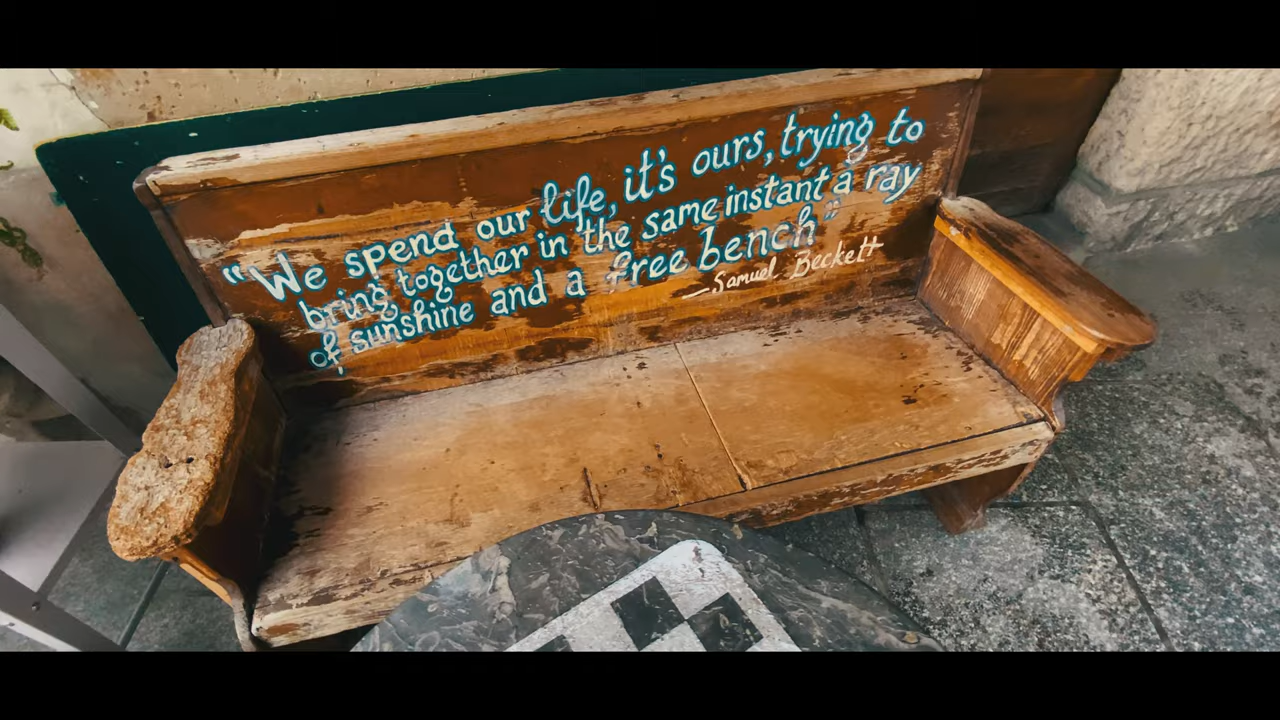 “We spend our life, it's ours, trying to
bring together in the same instant a ray
of sunshine and a free bench”
—Samuel Beckett